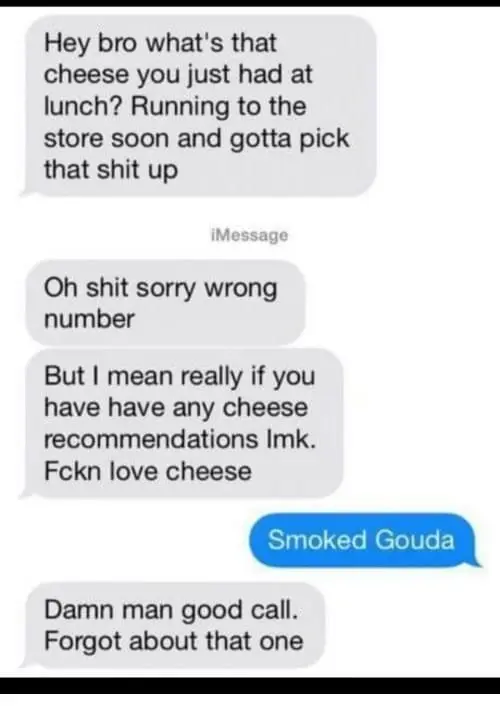 Hey bro what's that
cheese you just had at
lunch? Running to the
store soon and gotta pick
that shit up
iMessage
Oh shit sorry wrong
number
But I mean really if you
have have any cheese
recommendations lmk.
Fckn love cheese
Smoked Gouda
Damn man good call.
Forgot about that one